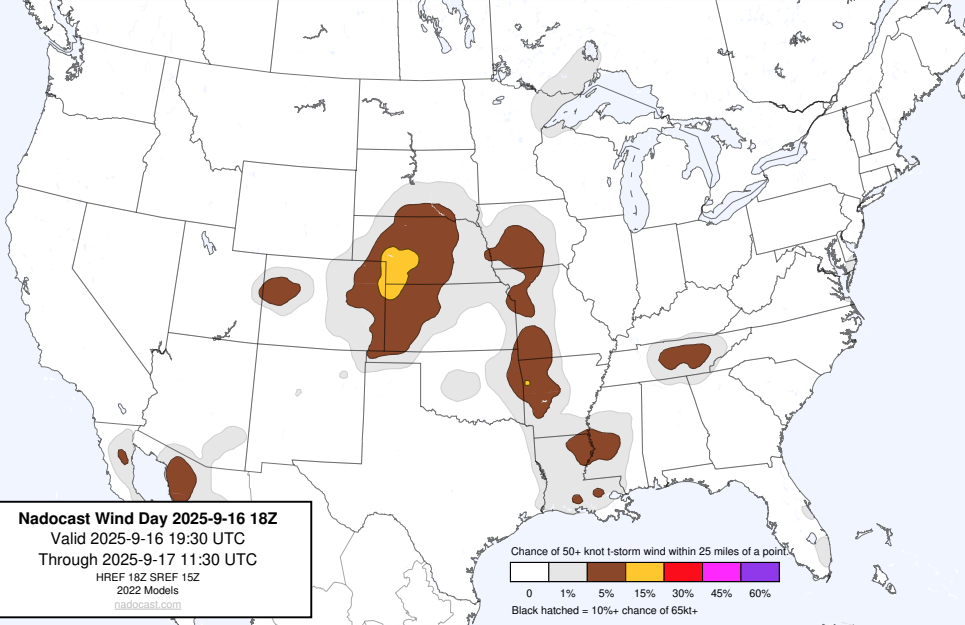 Nadocast Wind Day 2025-9-16 18Z
Valid 2025-9-16 19:30 UTC
Through 2025-9-17 11:30 UTC
HREF 18Z SREF 15Z
2022 Models
nadocast.com
Chance of 50+ knot t-storm wind within 25 miles of a point.
0 1% 5% 15% 30% 45% 60%
Black hatched = 10%+ chance of 65kt+